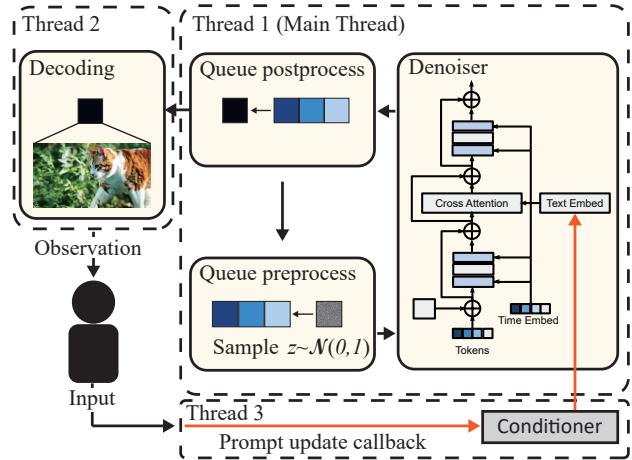 Thread 2
Thread 1 (Main Thread)
Decoding
Queue postprocess
Denoiser
Cross Attention
Text Embed
Observation
Queue preprocess
Sample z~N(0,1)
Time Embed
Tokens
Input
Thread 3
Prompt update callback
Conditioner